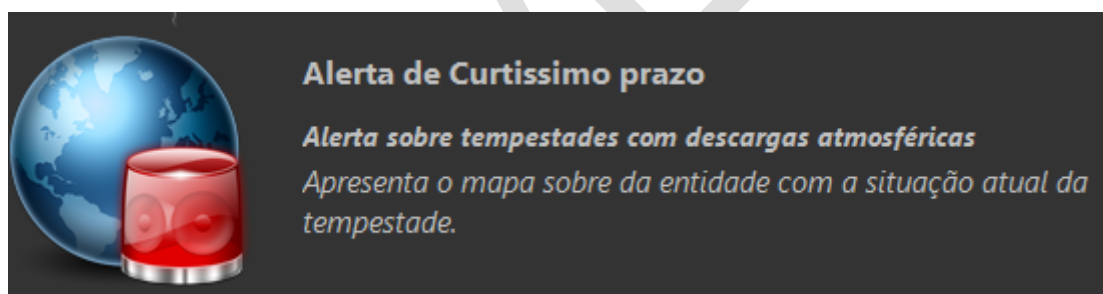 Alerta de Curtissimo prazo
Alerta sobre tempestades com descargas atmosféricas
Apresenta o mapa sobre da entidade com a situação atual da
tempestade.